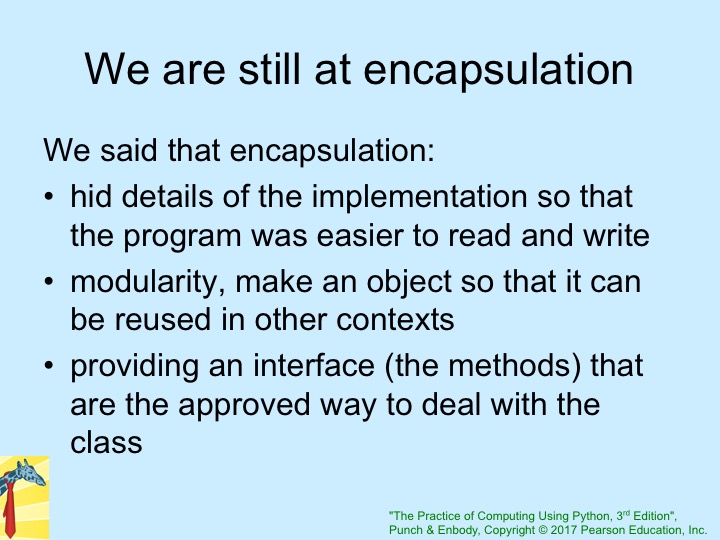 We are still at encapsulation
We said that encapsulation:
• hid details of the implementation so that
the program was easier to read and write
• modularity, make an object so that it can
be reused in other contexts
• providing an interface (the methods) that
are the approved way to deal with the
class
"The Practice of Computing Using Python, 3rd Edition",
Punch & Enbody, Copyright © 2017 Pearson Education, Inc.